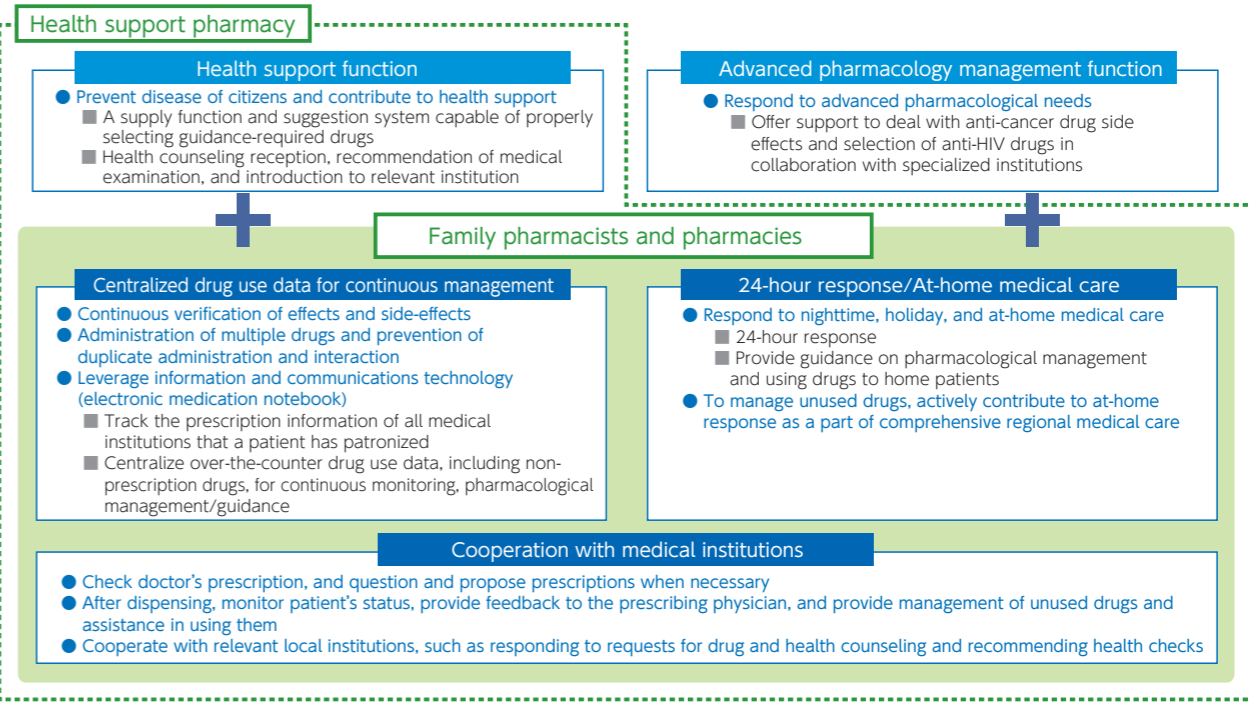 Health support pharmacy
Health support function
● Prevent disease of citizens and contribute to health support
■ A supply function and suggestion system capable of properly
selecting guidance-required drugs
■ Health counseling reception, recommendation of medical
examination, and introduction to relevant institution
Advanced pharmacology management function
● Respond to advanced pharmacological needs
■ Offer support to deal with anti-cancer drug side
effects and selection of anti-HIV drugs in
collaboration with specialized institutions
Family pharmacists and pharmacies
Centralized drug use data for continuous management
● Continuous verification of effects and side-effects
● Administration of multiple drugs and prevention of
duplicate administration and interaction
● Leverage information and communications technology
(electronic medication notebook)
■ Track the prescription information of all medical
institutions that a patient has patronized
■ Centralize over-the-counter drug use data, including non-
prescription drugs, for continuous monitoring, pharmacological
management/guidance
24-hour response/At-home medical care
● Respond to nighttime, holiday, and at-home medical care
■ 24-hour response
■ Provide guidance on pharmacological management
and using drugs to home patients
● To manage unused drugs, actively contribute to at-home
response as a part of comprehensive regional medical care
Cooperation with medical institutions
● Check doctor's prescription, and question and propose prescriptions when necessary
● After dispensing, monitor patient's status, provide feedback to the prescribing physician, and provide management of unused drugs and
assistance in using them
● Cooperate with relevant local institutions, such as responding to requests for drug and health counseling and recommending health checks